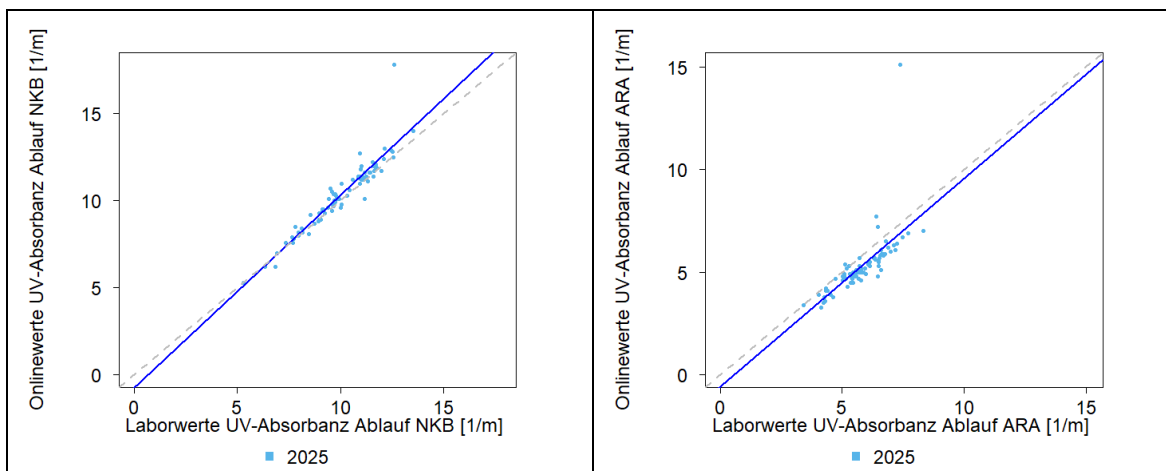 Onlinewerte UV-Absorbanz Ablauf NKB [1/m]
15
10
5
0
0 5 10 15
Laborwerte UV-Absorbanz Ablauf NKB [1/m]
2025
Onlinewerte UV-Absorbanz Ablauf ARA [1/m]
15
10
5
0
0 5 10 15
Laborwerte UV-Absorbanz Ablauf ARA [1/m]
2025